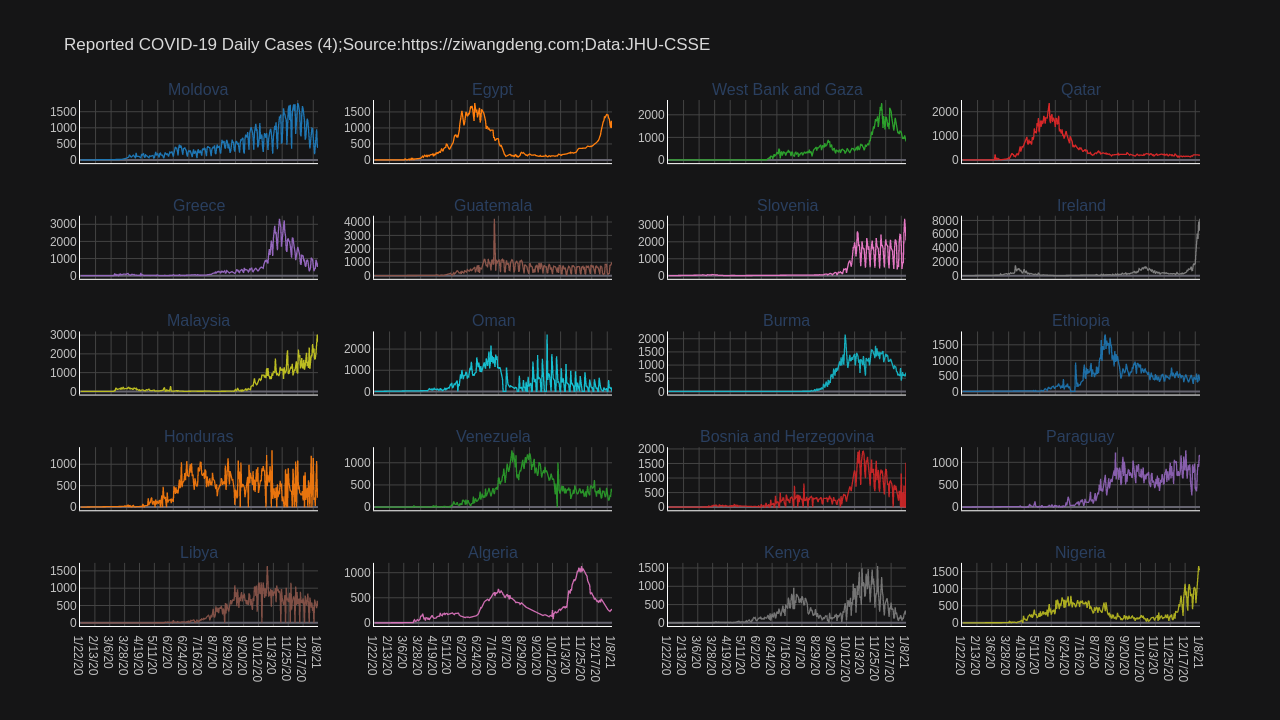 Reported COVID-19 Daily Cases (4);Source:https://ziwangdeng.com;Data:JHU-CSSE
Moldova Egypt West Bank and Gaza Qatar
1500 1500 2000 2000
1000 1000 1000 1000
500 500
0 0 0 0
Greece Guatemala Slovenia Ireland
3000 4000 3000 8000
2000 3000 2000 6000
1000 2000 1000 4000
0 1000 0 2000
0 0
Malaysia Oman Burma Ethiopia
3000 2000 2000 1500
2000 1000 1500 1000
1000 0 1000 500
0 500 0
0
Honduras Venezuela Bosnia and Herzegovina Paraguay
1000 1000 2000 1000
500 500 1500 500
0 0 1000 0
500
0
Libya Algeria Kenya Nigeria
1500 1000 1500 1500
1000 500 1000 1000
500 0 500 500
0 0 0
1/22/20 2/13/20 3/6/20 3/28/20 4/19/20 5/11/20 6/2/20 6/24/20 7/16/20 8/7/20 8/29/20 9/20/20 10/12/20 11/3/20 11/25/20 12/17/20 1/8/21
1/22/20 2/13/20 3/6/20 3/28/20 4/19/20 5/11/20 6/2/20 6/24/20 7/16/20 8/7/20 8/29/20 9/20/20 10/12/20 11/3/20 11/25/20 12/17/20 1/8/21
1/22/20 2/13/20 3/6/20 3/28/20 4/19/20 5/11/20 6/2/20 6/24/20 7/16/20 8/7/20 8/29/20 9/20/20 10/12/20 11/3/20 11/25/20 12/17/20 1/8/21
1/22/20 2/13/20 3/6/20 3/28/20 4/19/20 5/11/20 6/2/20 6/24/20 7/16/20 8/7/20 8/29/20 9/20/20 10/12/20 11/3/20 11/25/20 12/17/20 1/8/21